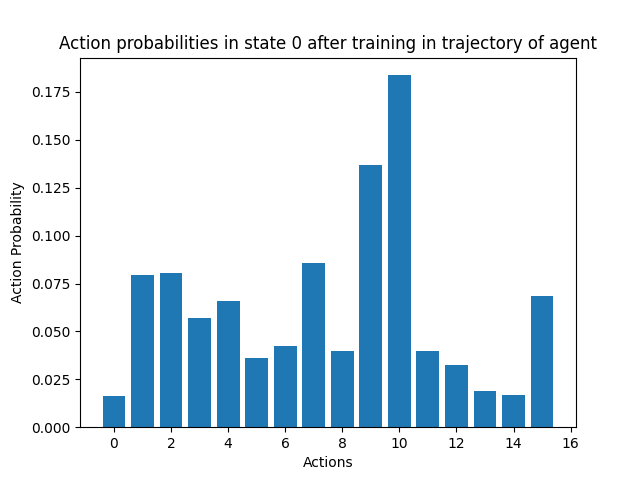 Action probabilities in state 0 after training in trajectory of agent
0.175
0.150
0.125
0.100
0.075
0.050
0.025
0.000
Action Probability
0 2 4 6 8 10 12 14 16
Actions